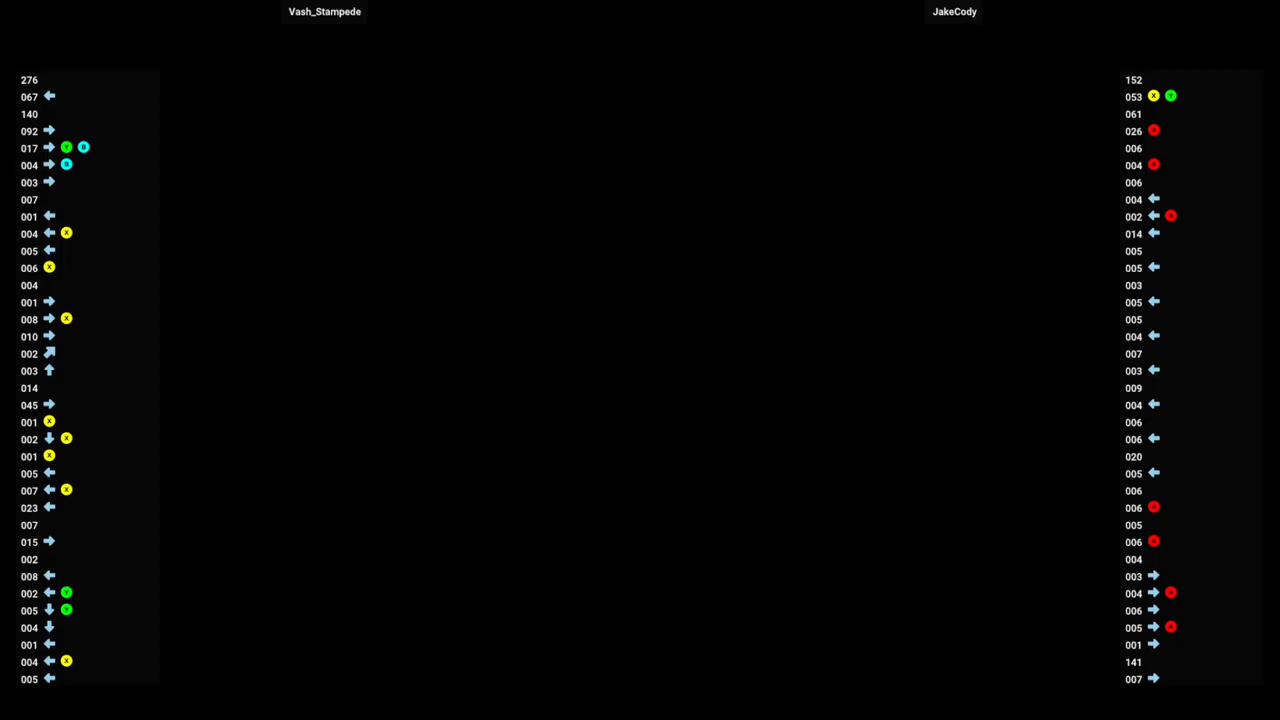 Vash_Stampede
JakeCody
276
067
140
092
017 Y B
004 B
003
007
001
004 X
005
006 X
004
001
008 X
010
002
003
014
045
001 X
002 X
001 X
005
007 X
023
007
015
002
008
002 Y
005 Y
004
001
004 X
005
152
053 X Y
061
026 A
006
004 A
006
004
002 A
014
005
005
003
005
005
004
007
003
009
004
006
006
020
005
006
006 A
005
006 A
004
003
004 A
006
005 A
001
141
007